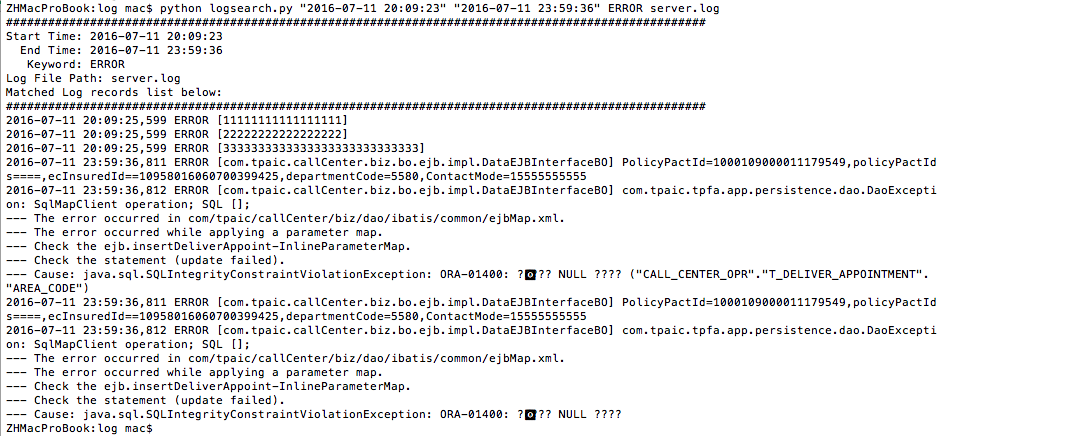 ZHMacProBook:log mac$ python logsearch.py "2016-07-11 20:09:23" "2016-07-11 23:59:36" ERROR server.log
####################################################################################################
Start Time: 2016-07-11 20:09:23
End Time: 2016-07-11 23:59:36
Keyword: ERROR
Log File Path: server.log
Matched Log records list below:
####################################################################################################
2016-07-11 20:09:25,599 ERROR [11111111111111111]
2016-07-11 20:09:25,599 ERROR [22222222222222222]
2016-07-11 20:09:25,599 ERROR [3333333333333333333333333333]
2016-07-11 23:59:36,811 ERROR [com.tpaic.callCenter.biz.bo.ejb.impl.DataEJBInterfaceBO] PolicyPactId=1000109000011179549,policyPactId
s====,ecInsuredId==10958016060700399425,departmentCode=5580,ContactMode=15555555555
2016-07-11 23:59:36,812 ERROR [com.tpaic.callCenter.biz.bo.ejb.impl.DataEJBInterfaceBO] com.tpaic.tpfa.app.persistence.dao.DaoExcepti
on: SqlMapClient operation; SQL [];
--- The error occurred in com/tpaic/callCenter/biz/dao/ibatis/common/ejbMap.xml.
--- The error occurred while applying a parameter map.
--- Check the ejb.insertDeliverAppoint-InlineParameterMap.
--- Check the statement (update failed).
--- Cause: java.sql.SQLIntegrityConstraintViolationException: ORA-01400: ??? NULL ???? ("CALL_CENTER_OPR"."T_DELIVER_APPOINTMENT".
"AREA_CODE")
2016-07-11 23:59:36,811 ERROR [com.tpaic.callCenter.biz.bo.ejb.impl.DataEJBInterfaceBO] PolicyPactId=1000109000011179549,policyPactId
s====,ecInsuredId==10958016060700399425,departmentCode=5580,ContactMode=15555555555
2016-07-11 23:59:36,812 ERROR [com.tpaic.callCenter.biz.bo.ejb.impl.DataEJBInterfaceBO] com.tpaic.tpfa.app.persistence.dao.DaoExcepti
on: SqlMapClient operation; SQL [];
--- The error occurred in com/tpaic/callCenter/biz/dao/ibatis/common/ejbMap.xml.
--- The error occurred while applying a parameter map.
--- Check the ejb.insertDeliverAppoint-InlineParameterMap.
--- Check the statement (update failed).
--- Cause: java.sql.SQLIntegrityConstraintViolationException: ORA-01400: ??? NULL ????
ZHMacProBook:log mac$